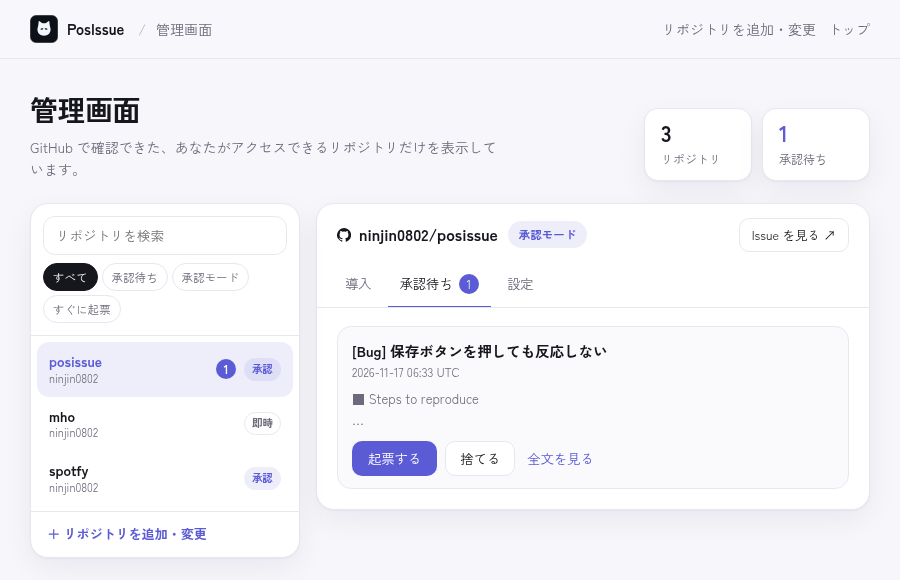 PosIssue / 管理画面
リポジトリを追加・変更 トップ
管理画面
GitHub で確認できた、あなたがアクセスできるリポジトリだけを表示して
います。
3
リポジトリ
1
承認待ち
リポジトリを検索
すべて 承認待ち 承認モード
すぐに起票
posissue 1 承認
ninjin0802
mho 即時
ninjin0802
spotfy 承認
ninjin0802
+ リポジトリを追加・変更
ninjin0802/posissue 承認モード Issue を見る ↗
導入 承認待ち 1 設定
[Bug] 保存ボタンを押しても反応しない
2026-11-17 06:33 UTC
■ Steps to reproduce
...
起票する 捨てる 全文を見る